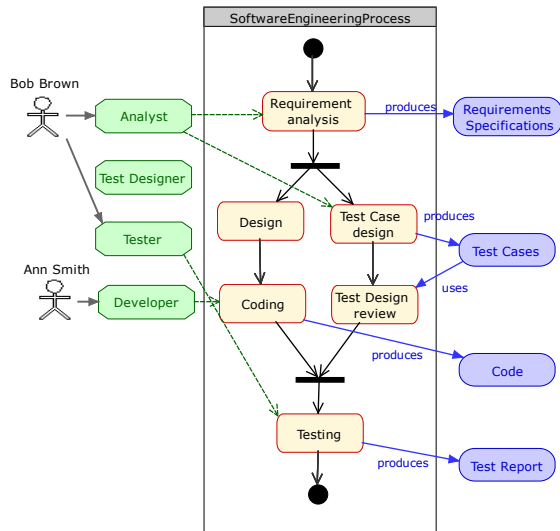 SoftwareEngineeringProcess
Bob Brown
Analyst
Requirement
analysis
produces
Requirements
Specifications
Test Designer
Design
Test Case
design
produces
Tester
Test Cases
Ann Smith
Developer
Coding
Test Design
review
uses
produces
Code
Testing
produces
Test Report